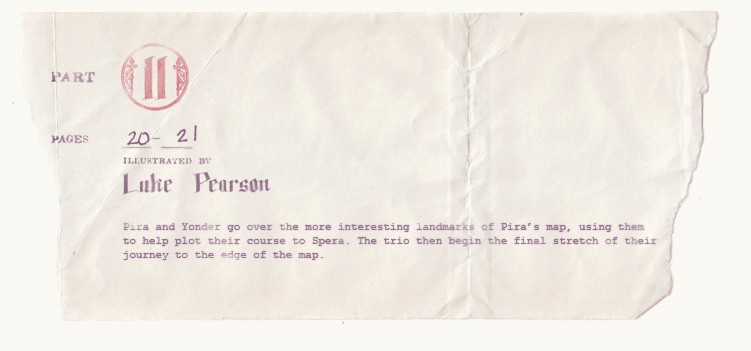 PART 11
PAGES 20-21
ILLUSTRATED BY
Luke Pearson
Pira and Yonder go over the more interesting landmarks of Pira's map, using them
to help plot their course to Spera. The trio then begin the final stretch of their
journey to the edge of the map.